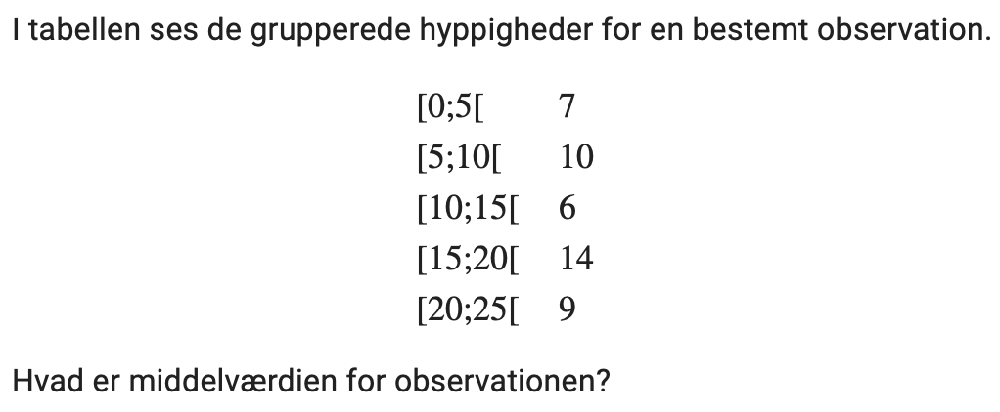 I tabellen ses de grupperede hyppigheder for en bestemt observation.
[0;5[ 7
[5;10[ 10
[10;15[ 6
[15;20[ 14
[20;25[ 9
Hvad er middelværdien for observationen?